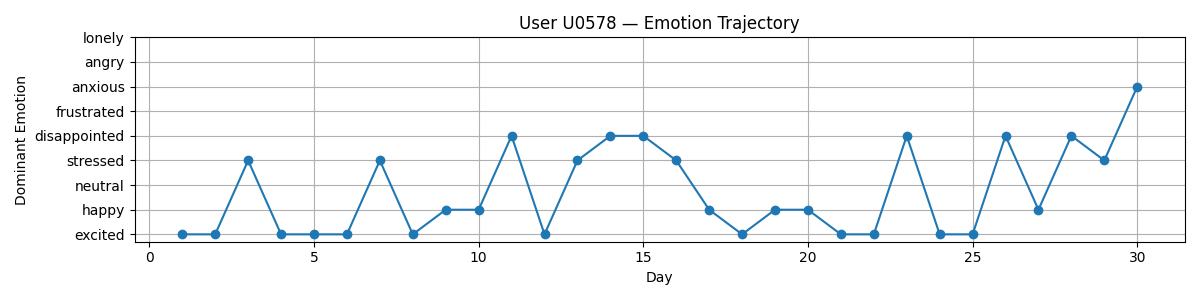 User U0578 — Emotion Trajectory
Dominant Emotion
lonely
angry
anxious
frustrated
disappointed
stressed
neutral
happy
excited
0 5 10 15 20 25 30
Day